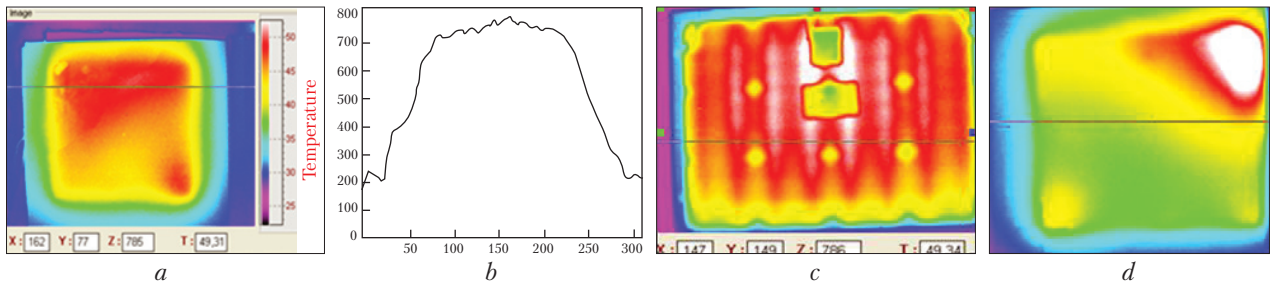 Image
50
45
40
35
30
25
Temperature
X: 162 Y: 77 Z: 785 T: 49,31
a
800
700
600
500
400
300
200
100
0
50 100 150 200 250 300
b
X: 147 Y: 149 Z: 786 T: 49,34
c
d